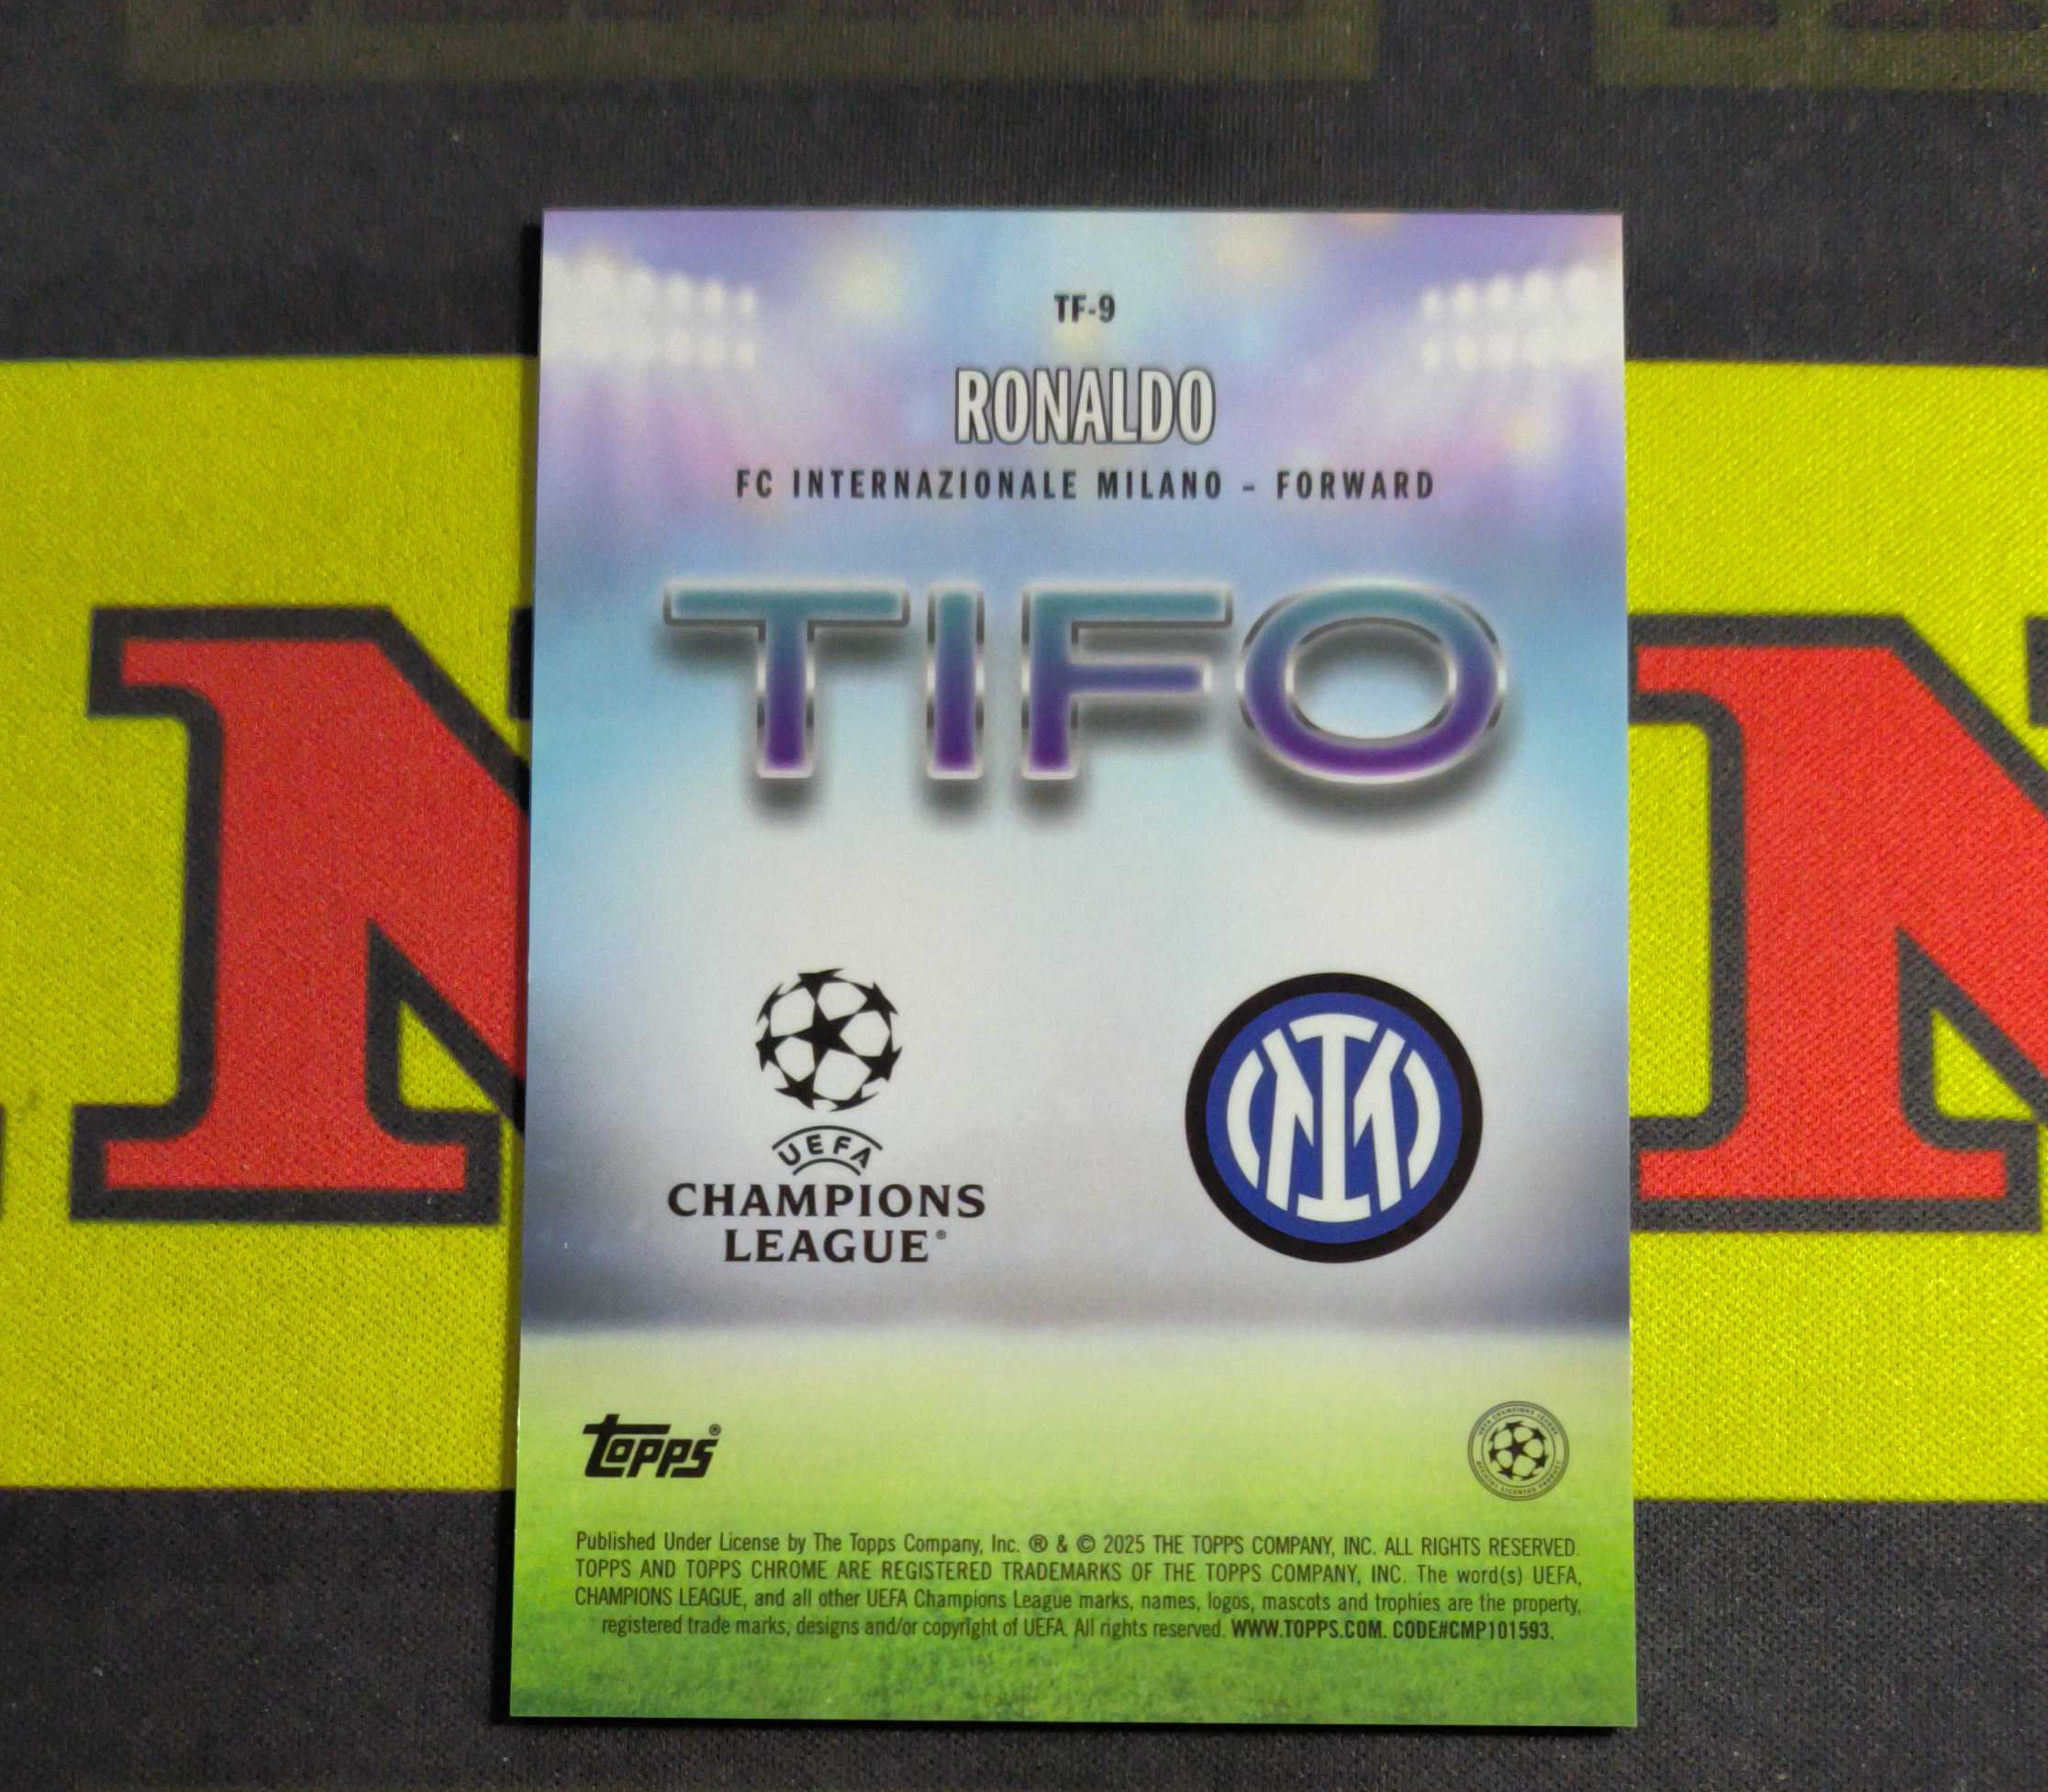 TF-9
RONALDO
FC INTERNAZIONALE MILANO - FORWARD
TIFO
UEFA
CHAMPIONS
LEAGUE®
IM
topps®
Published Under License by The Topps Company, Inc. ® & © 2025 THE TOPPS COMPANY, INC. ALL RIGHTS RESERVED.
TOPPS AND TOPPS CHROME ARE REGISTERED TRADEMARKS OF THE TOPPS COMPANY, INC. The word(s) UEFA,
CHAMPIONS LEAGUE, and all other UEFA Champions League marks, names, logos, mascots and trophies are the property,
registered trade marks, designs and/or copyright of UEFA. All rights reserved. WWW.TOPPS.COM. CODE#CMP101593.